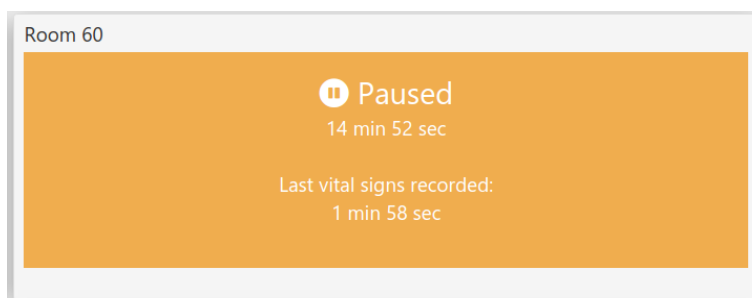 Room 60
Paused
14 min 52 sec
Last vital signs recorded:
1 min 58 sec